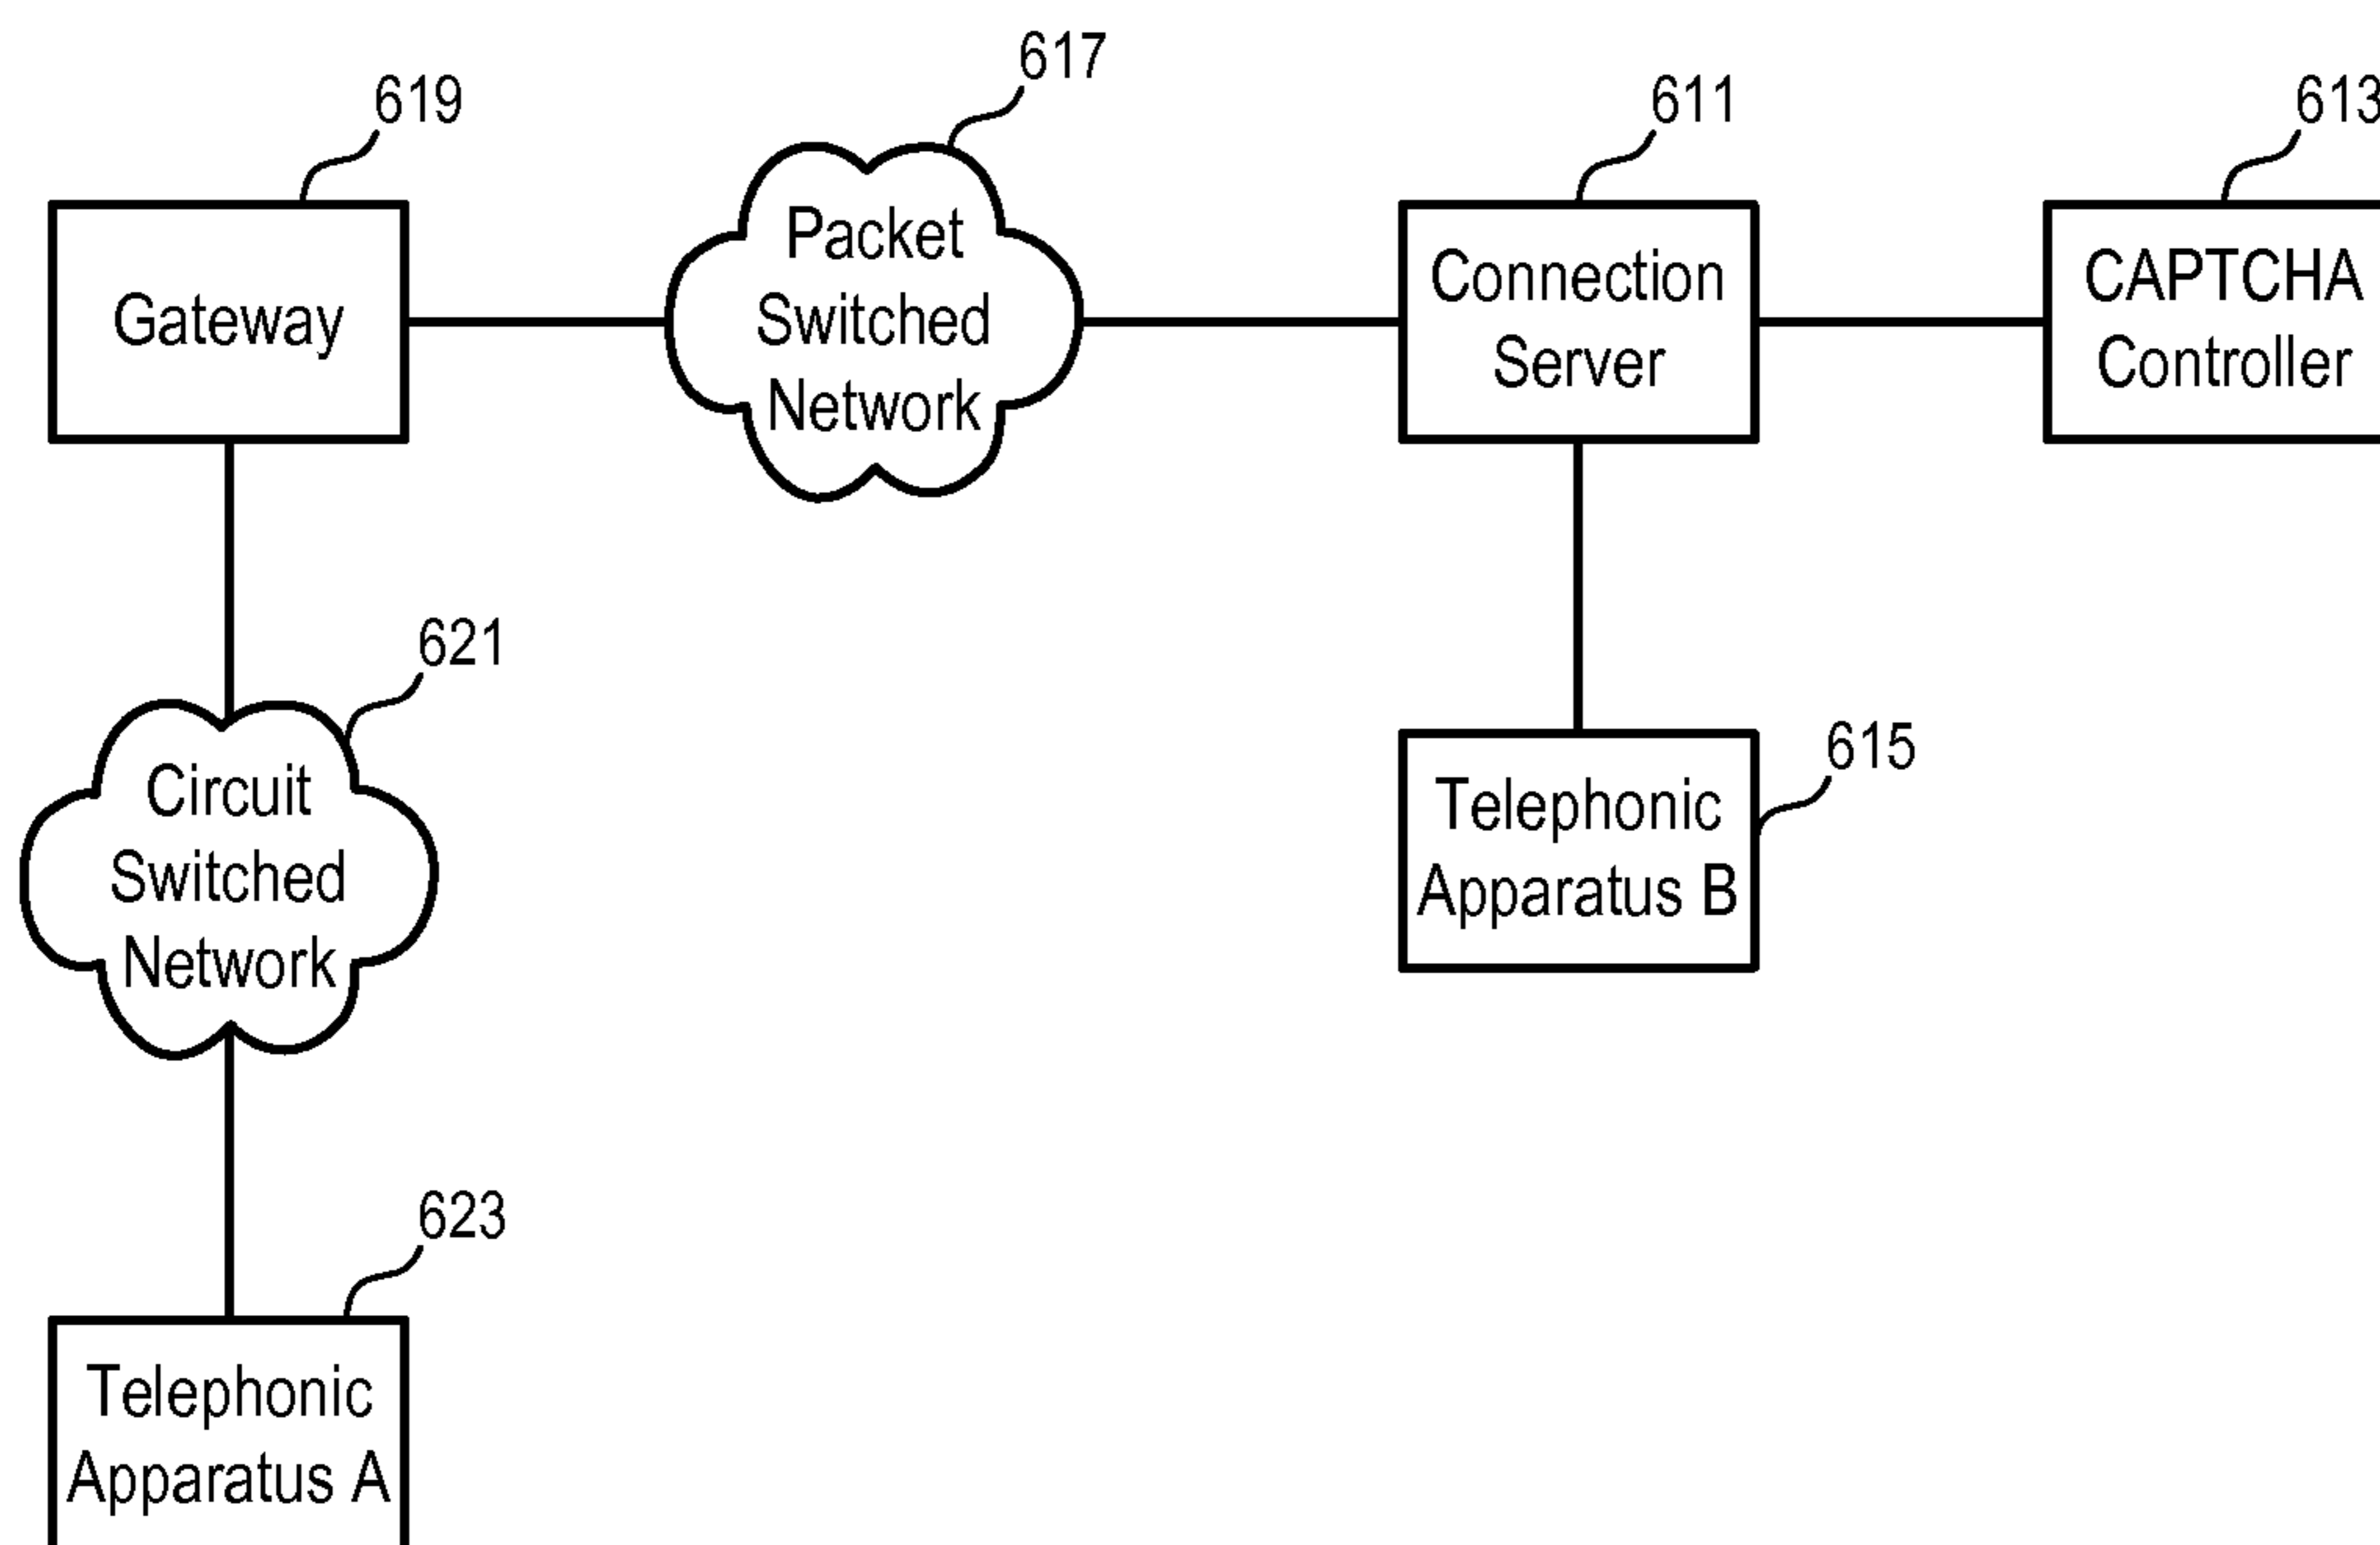 617
619
611
613
Gateway
Packet
Switched
Network
Connection
Server
CAPTCHA
Controller
621
Circuit
Switched
Network
615
Telephonic
Apparatus B
623
Telephonic
Apparatus A